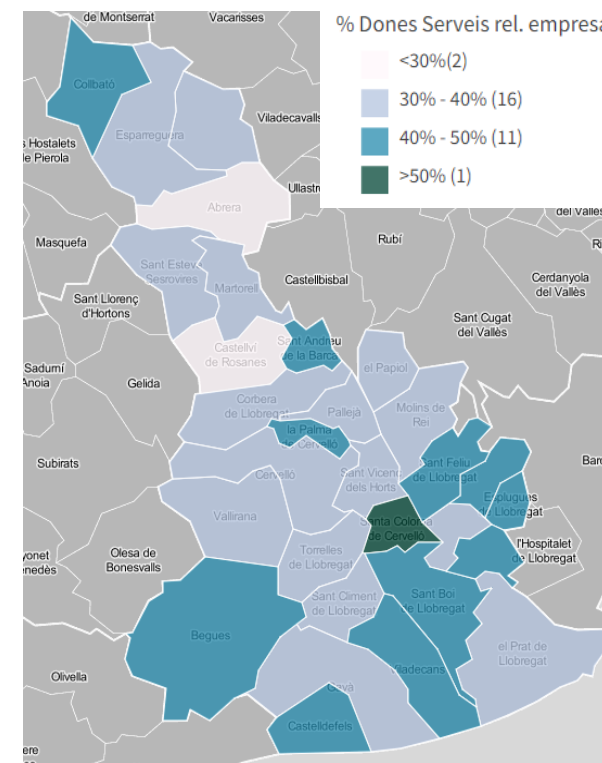 de Montserrat
Vacarisses
% Dones Serveis rel. empresa
<30%(2)
30% - 40% (16)
40% - 50% (11)
>50% (1)
Collbató
Viladecavalls
Esparreguera
s Hostalets
de Pierola
Ullastre
Abrera
del Vallès
Masquefa
Rubí
Sant Esteve
Sesrovires
Martorell
Castellbisbal
Cerdanyola
del Vallès
Sant Llorenç
d'Hortons
Sant Cugat
del Vallès
Castellví
de Rosanes
Sant Andreu
de la Barca
Sadurní
Anoia
Gelida
el Papiol
Corbera
de Llobregat
Pallejà
Molins de
Rei
la Palma
de Cervelló
Subirats
Cervelló
Sant Vicenç
dels Horts
Sant Feliu
de Llobregat
Barc
Esplugues
de Llobregat
Vallirana
Santa Coloma
de Cervelló
l'Hospitalet
de Llobregat
Olesa de
Bonesvalls
Torrelles
de Llobregat
Sant Climent
de Llobregat
Sant Boi
de Llobregat
Begues
el Prat de
Llobregat
Olivella
Viladecans
Gavà
Castelldefels